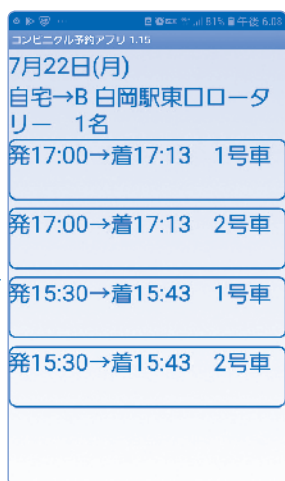 81% 午後 6:08
コンビニクル予約アプリ 1.15
7月22日(月)
自宅→B 白岡駅東口ロータ
リー 1名
発17:00→着17:13 1号車
発17:00→着17:13 2号車
発15:30→着15:43 1号車
発15:30→着15:43 2号車